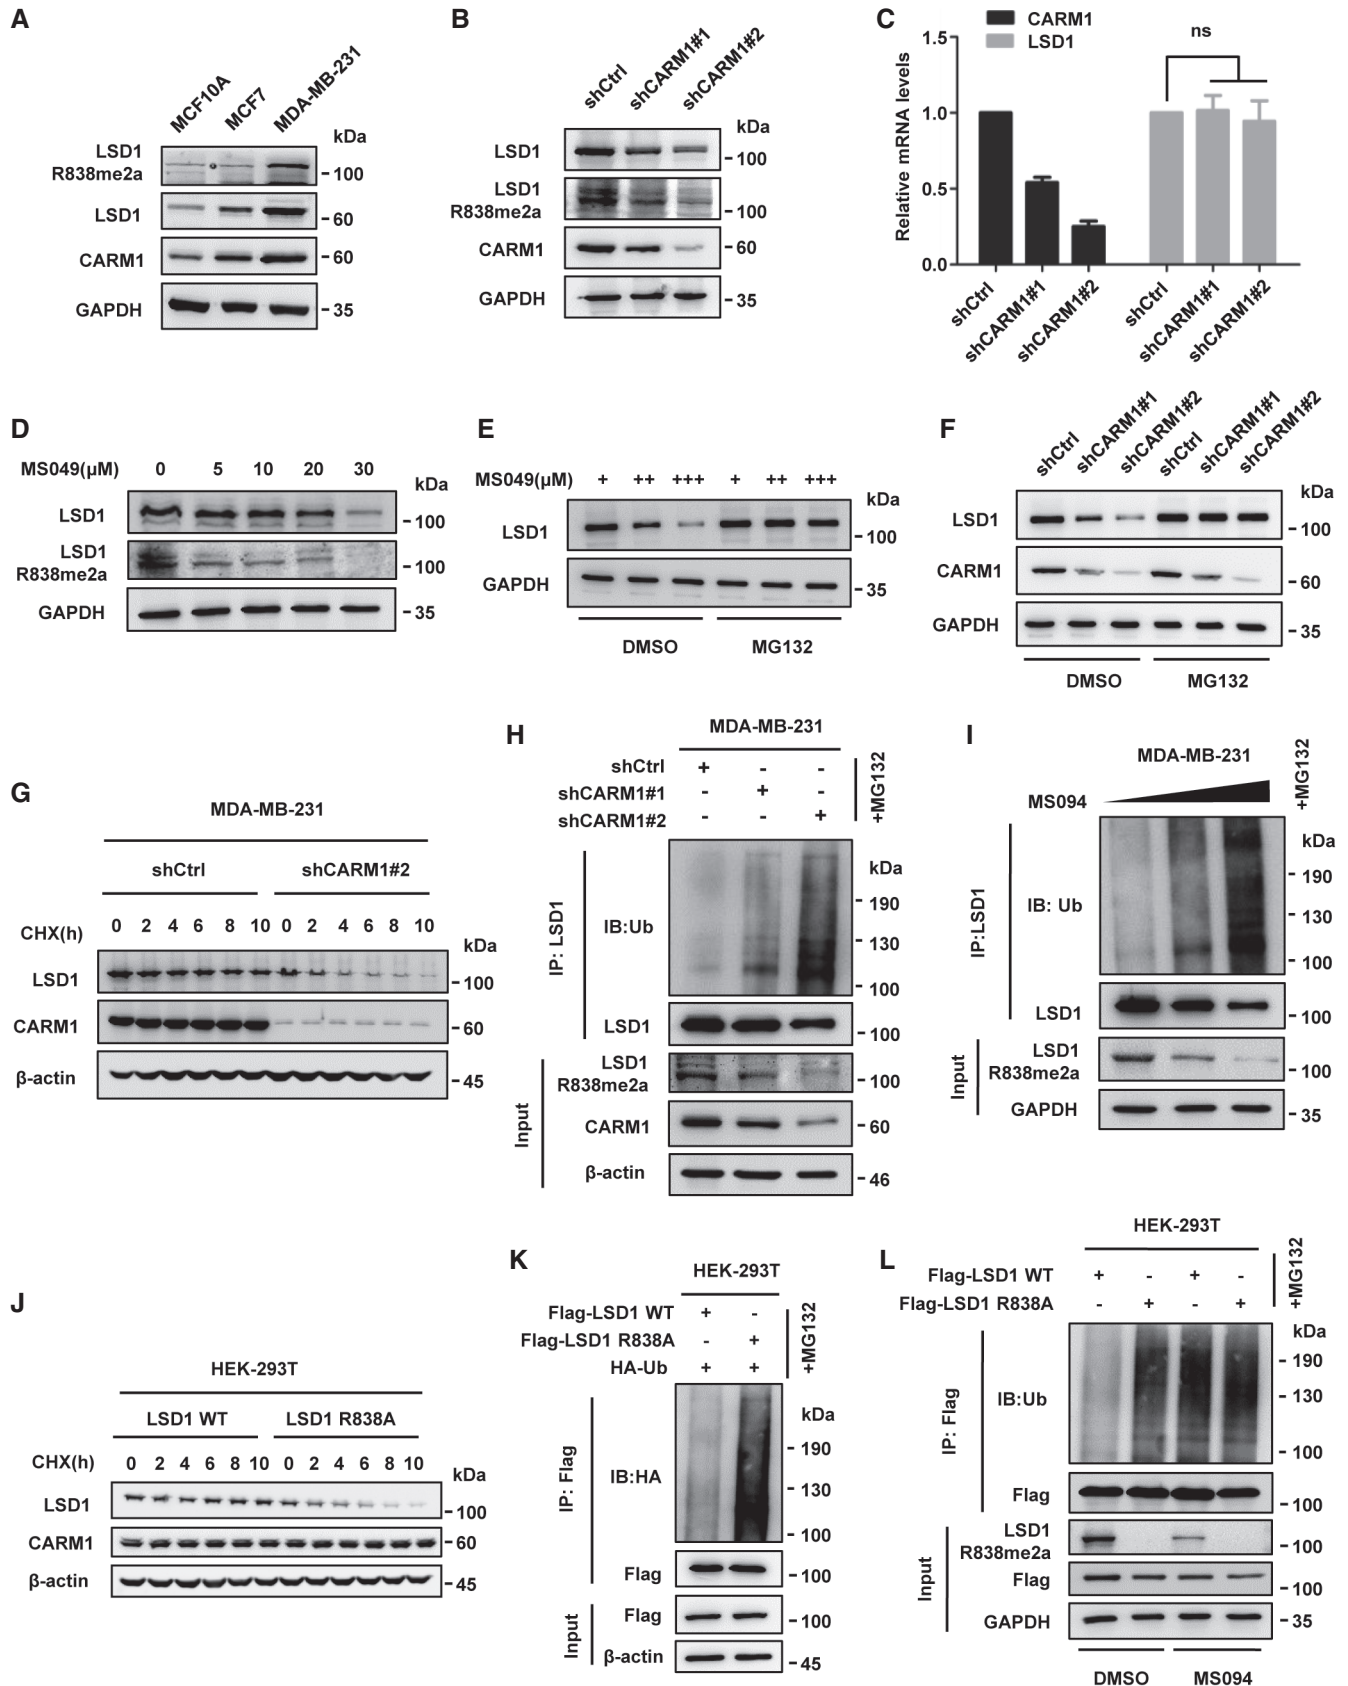 A
MCF10A
MCF7
MDA-MB-231
kDa
LSD1
R838me2a
100
LSD1
60
CARM1
60
GAPDH
35
B
shCtrl
shCARM1#1
shCARM1#2
kDa
LSD1
100
LSD1
R838me2a
100
CARM1
60
GAPDH
35
C
CARM1
LSD1
Relative mRNA levels
1.5
1.0
0.5
0.0
ns
shCtrl
shCARM1#1
shCARM1#2
shCtrl
shCARM1#1
shCARM1#2
D
MS049(μM) 0 5 10 20 30
kDa
LSD1
100
LSD1
R838me2a
100
GAPDH
35
E
MS049(μM) + ++ +++ + ++ +++
kDa
LSD1
100
GAPDH
35
DMSO MG132
F
shCtrl
shCARM1#1
shCARM1#2
shCtrl
shCARM1#1
shCARM1#2
kDa
LSD1
100
CARM1
60
GAPDH
35
DMSO MG132
G
MDA-MB-231
shCtrl shCARM1#2
CHX(h) 0 2 4 6 8 10 0 2 4 6 8 10
kDa
LSD1
100
CARM1
60
β-actin
45
H
MDA-MB-231
shCtrl + - -
shCARM1#1 - + -
shCARM1#2 - - +
+MG132
kDa
IP: LSD1
IB:Ub
190
130
100
LSD1
100
Input
LSD1
R838me2a
100
CARM1
60
β-actin
46
I
MDA-MB-231
MS094
+MG132
kDa
IP:LSD1
IB: Ub
190
130
100
LSD1
100
Input
LSD1
R838me2a
100
GAPDH
35
J
HEK-293T
LSD1 WT LSD1 R838A
CHX(h) 0 2 4 6 8 10 0 2 4 6 8 10
kDa
LSD1
100
CARM1
60
β-actin
45
K
HEK-293T
Flag-LSD1 WT + -
Flag-LSD1 R838A - +
HA-Ub + +
+MG132
kDa
IP: Flag
IB:HA
190
130
100
Flag
100
Input
Flag
100
β-actin
45
L
HEK-293T
Flag-LSD1 WT + - + -
Flag-LSD1 R838A - + - +
+MG132
kDa
IP: Flag
IB:Ub
190
130
100
Flag
100
Input
LSD1
R838me2a
100
Flag
100
GAPDH
35
DMSO MS094